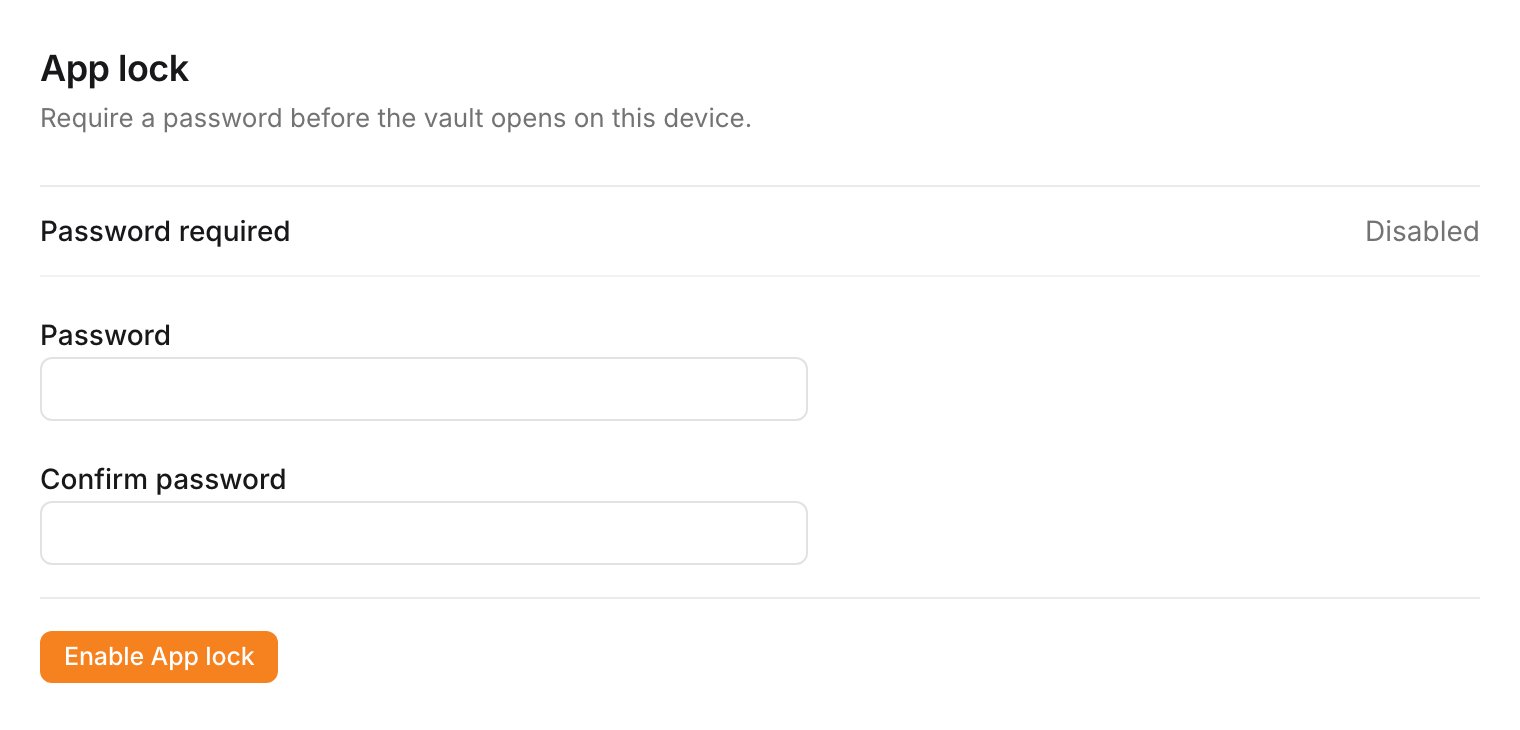 App lock
Require a password before the vault opens on this device.
Password required
Disabled
Password
Confirm password
Enable App lock